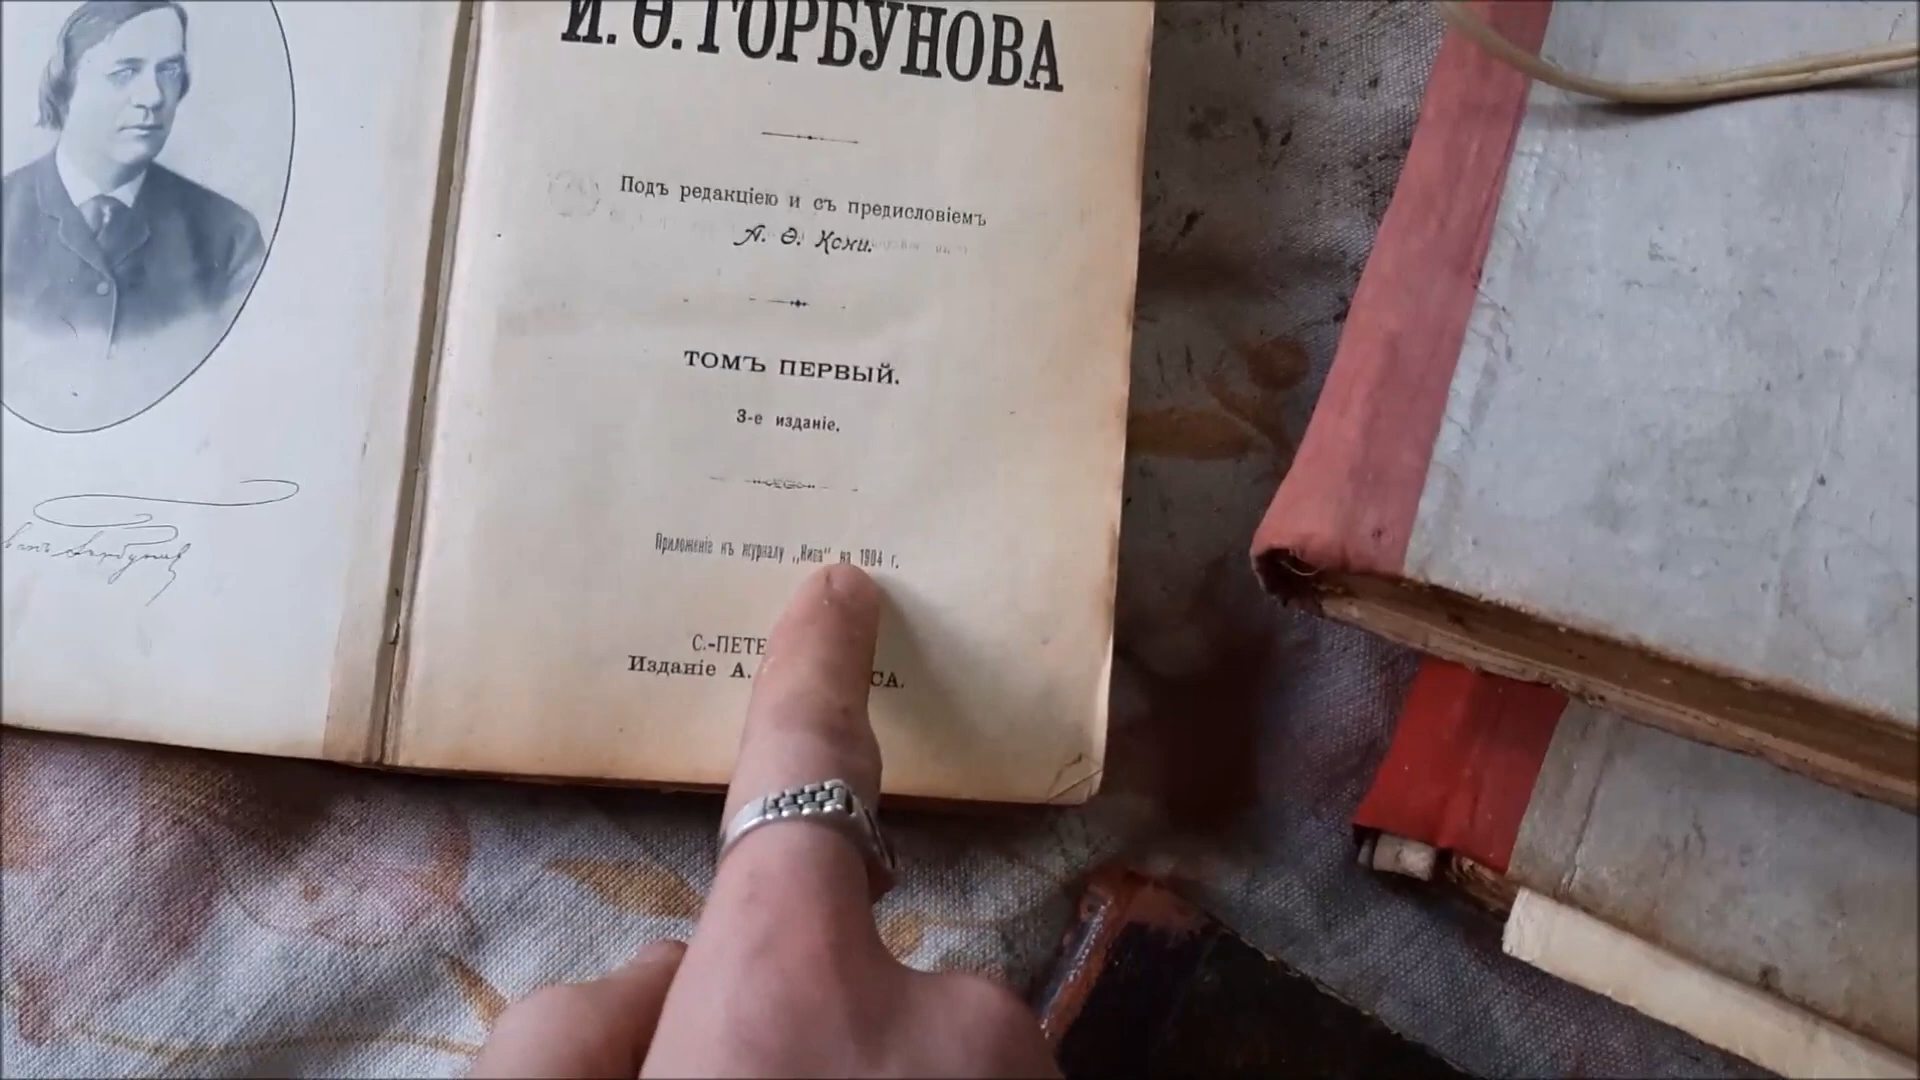 И. Ѳ. ГОРБУНОВА
Подъ редакціею и съ предисловіемъ
А. Ѳ. Кони.
ТОМЪ ПЕРВЫЙ.
3-е изданіе.
Приложеніе къ журналу „Нива“ на 1904 г.
С.-ПЕТЕ
Изданіе А. СА.
Горбуновъ